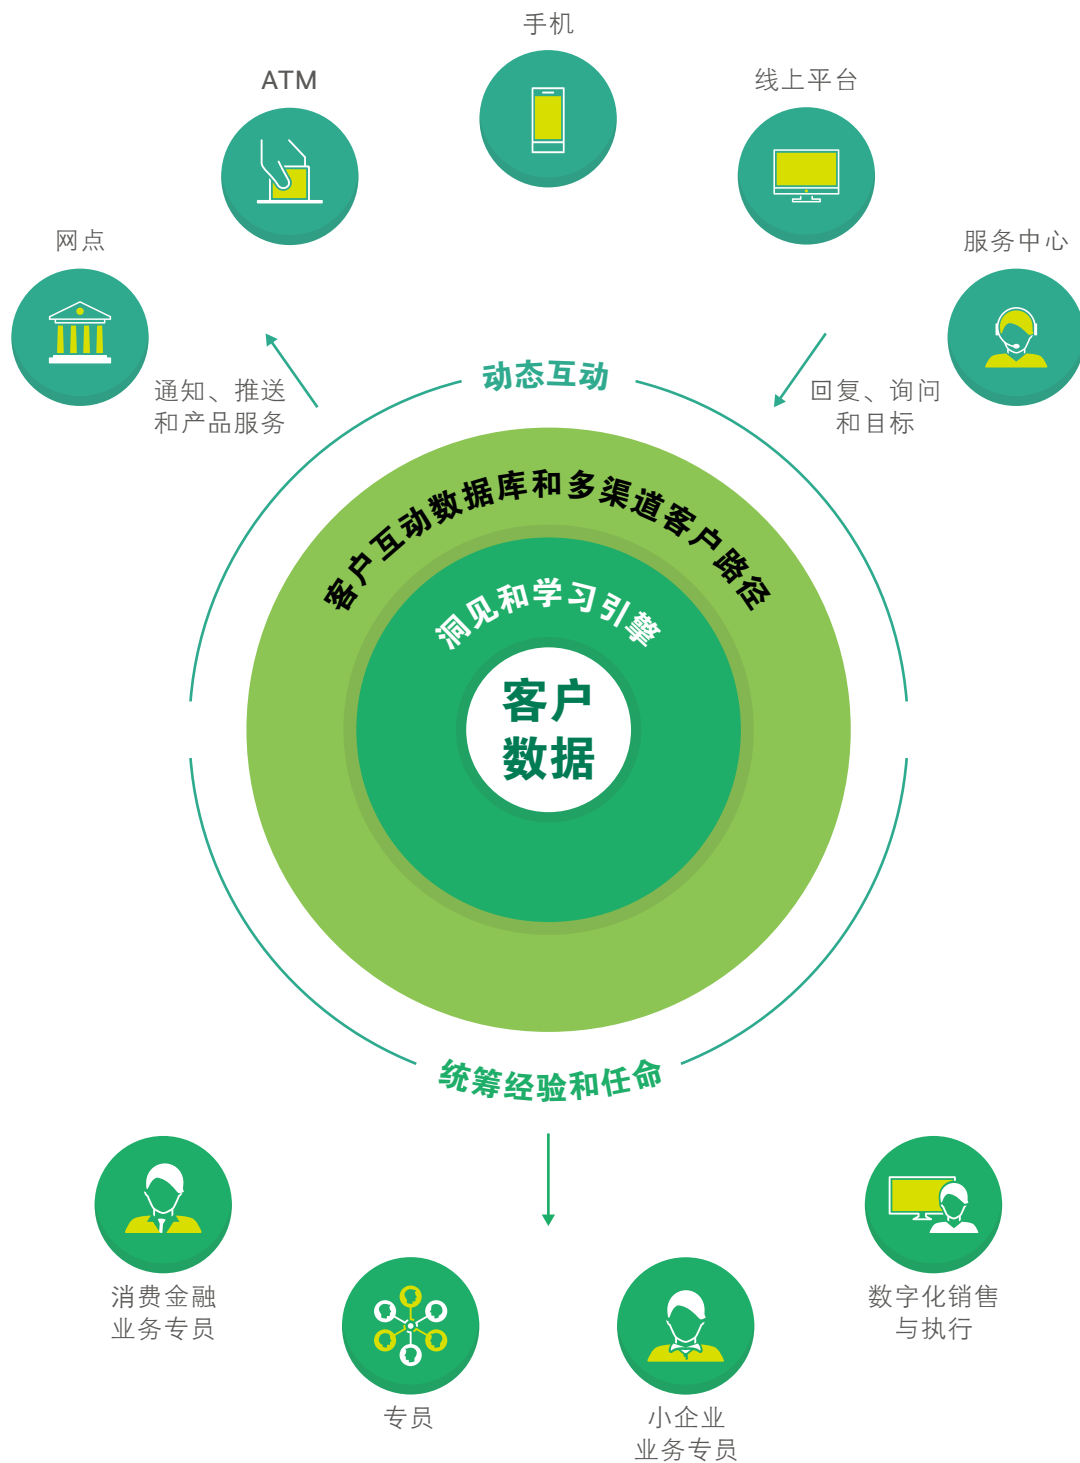 手机
ATM
线上平台
网点
服务中心
动态互动
通知、推送
和产品服务
回复、询问
和目标
客户互动数据库和多渠道客户路径
洞见和学习引擎
客户
数据
统筹经验和任命
消费金融
业务专员
数字化销售
与执行
专员
小企业
业务专员